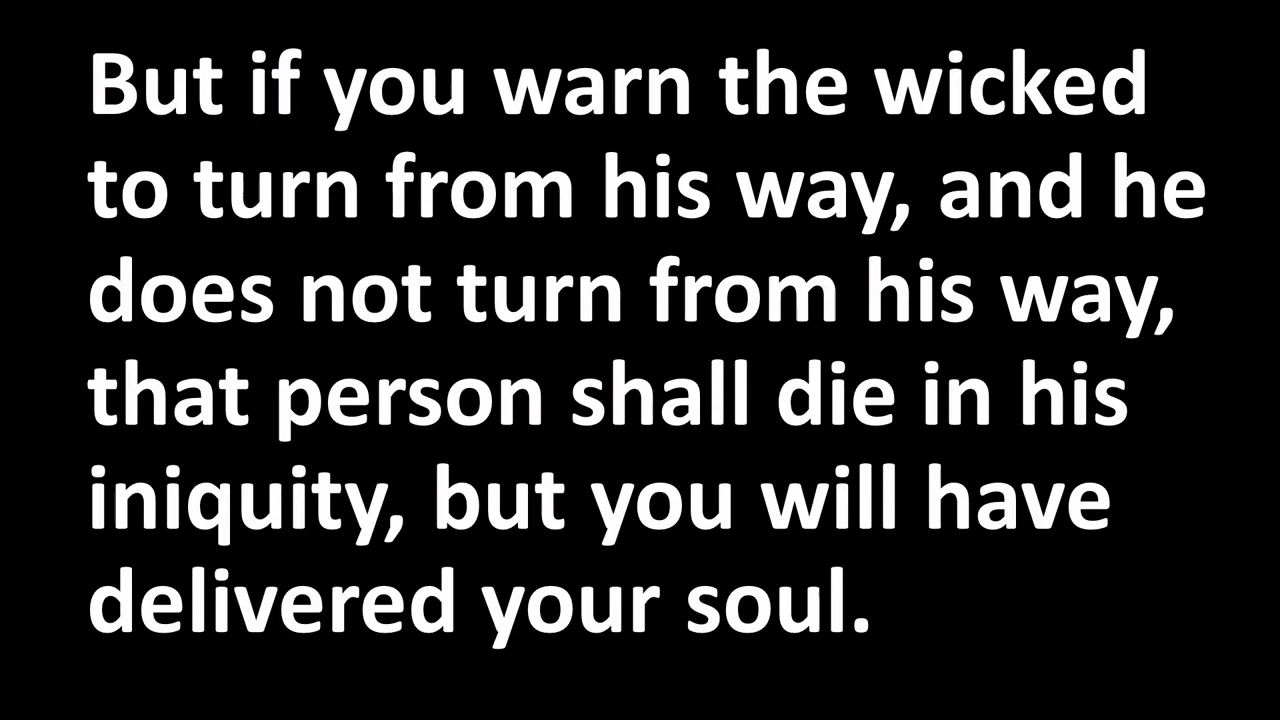 But if you warn the wicked
to turn from his way, and he
does not turn from his way,
that person shall die in his
iniquity, but you will have
delivered your soul.